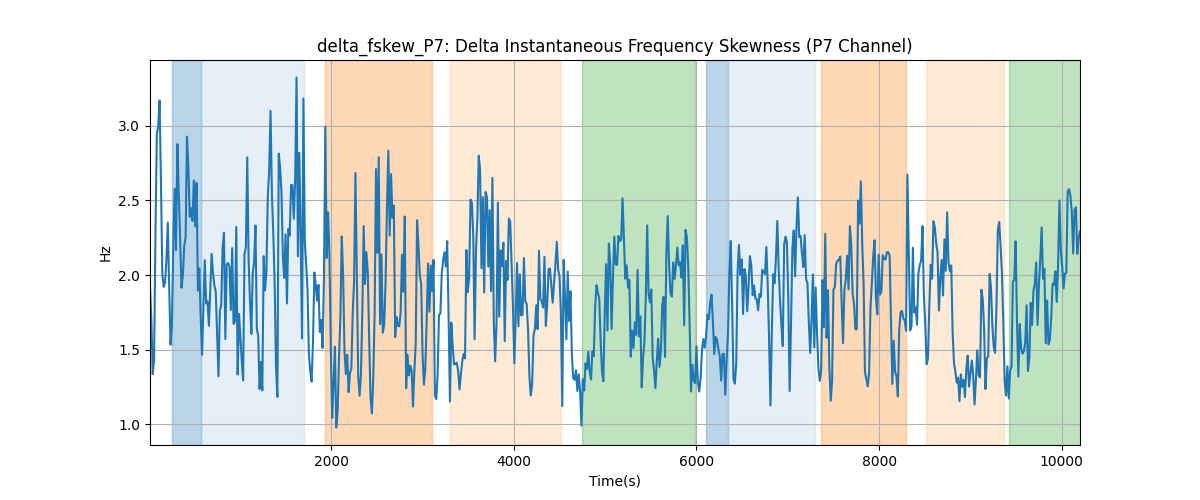 delta_fskew_P7: Delta Instantaneous Frequency Skewness (P7 Channel)
Hz
3.0
2.5
2.0
1.5
1.0
2000 4000 6000 8000 10000
Time(s)